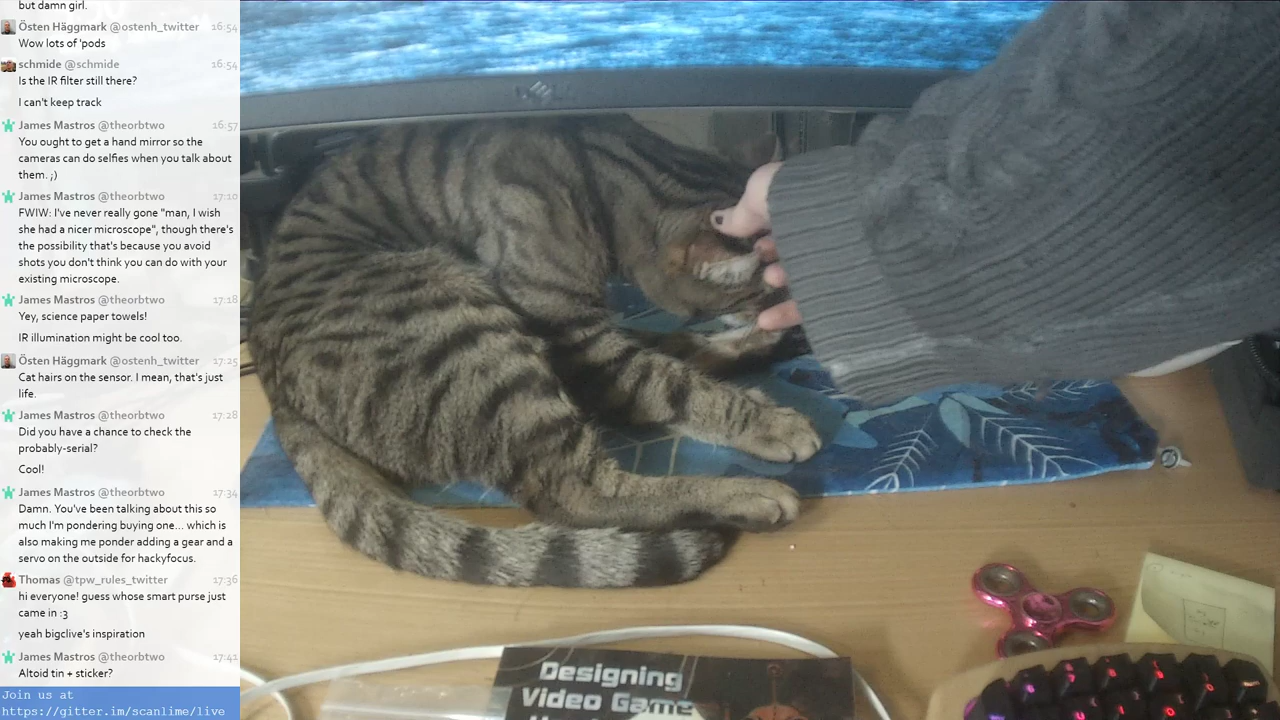 but damn girl.
Östen Häggmark @ostenh_twitter 16:54
Wow lots of 'pods
schmide @schmide 16:54
Is the IR filter still there?
I can't keep track
James Mastros @theorbtwo 16:57
You ought to get a hand mirror so the
cameras can do selfies when you talk about
them. ;)
James Mastros @theorbtwo 17:10
FWIW: I've never really gone "man, I wish
she had a nicer microscope", though there's
the possibility that's because you avoid
shots you don't think you can do with your
existing microscope.
James Mastros @theorbtwo 17:18
Yey, science paper towels!
IR illumination might be cool too.
Östen Häggmark @ostenh_twitter 17:25
Cat hairs on the sensor. I mean, that's just
life.
James Mastros @theorbtwo 17:28
Did you have a chance to check the
probably-serial?
Cool!
James Mastros @theorbtwo 17:34
Damn. You've been talking about this so
much I'm pondering buying one... which is
also making me ponder adding a gear and a
servo on the outside for hackyfocus.
Thomas @tpw_rules_twitter 17:36
hi everyone! guess whose smart purse just
came in :3
yeah bigclive's inspiration
James Mastros @theorbtwo 17:41
Altoid tin + sticker?
Join us at
https://gitter.im/scanlime/live
DELL
Designing
Video Game